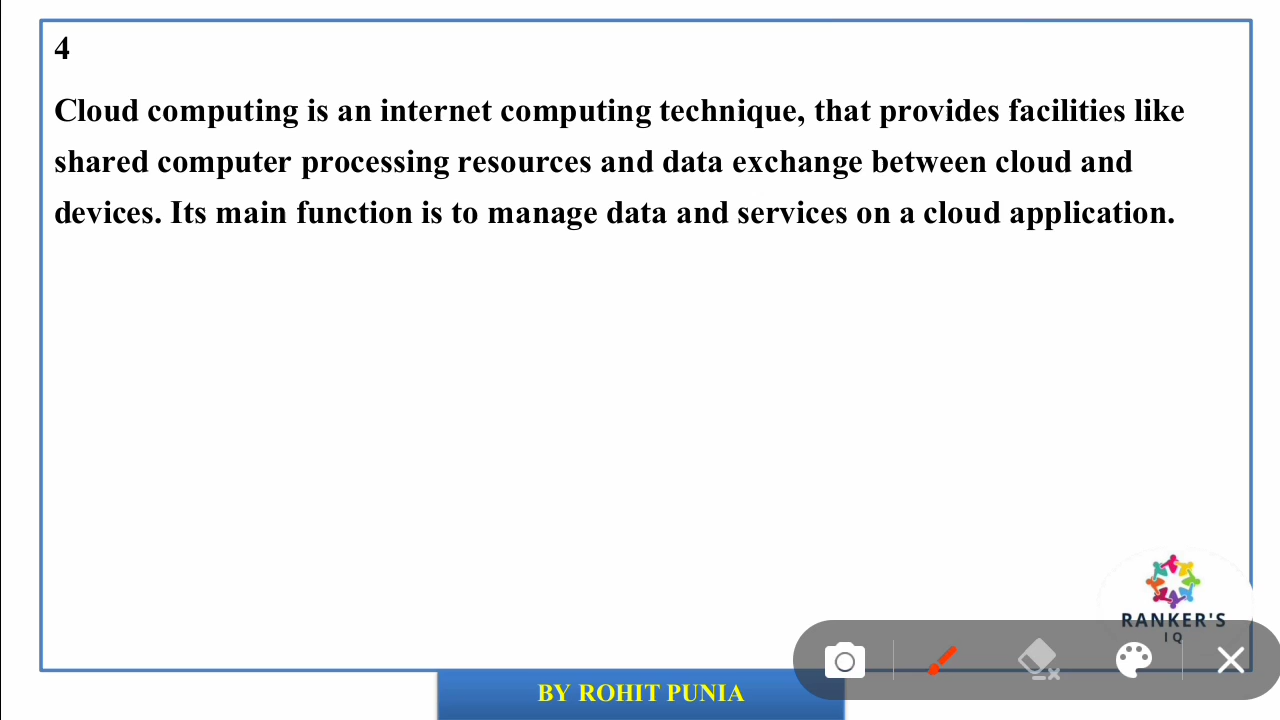 4
Cloud computing is an internet computing technique, that provides facilities like
shared computer processing resources and data exchange between cloud and
devices. Its main function is to manage data and services on a cloud application.
RANKER'S
IQ
BY ROHIT PUNIA